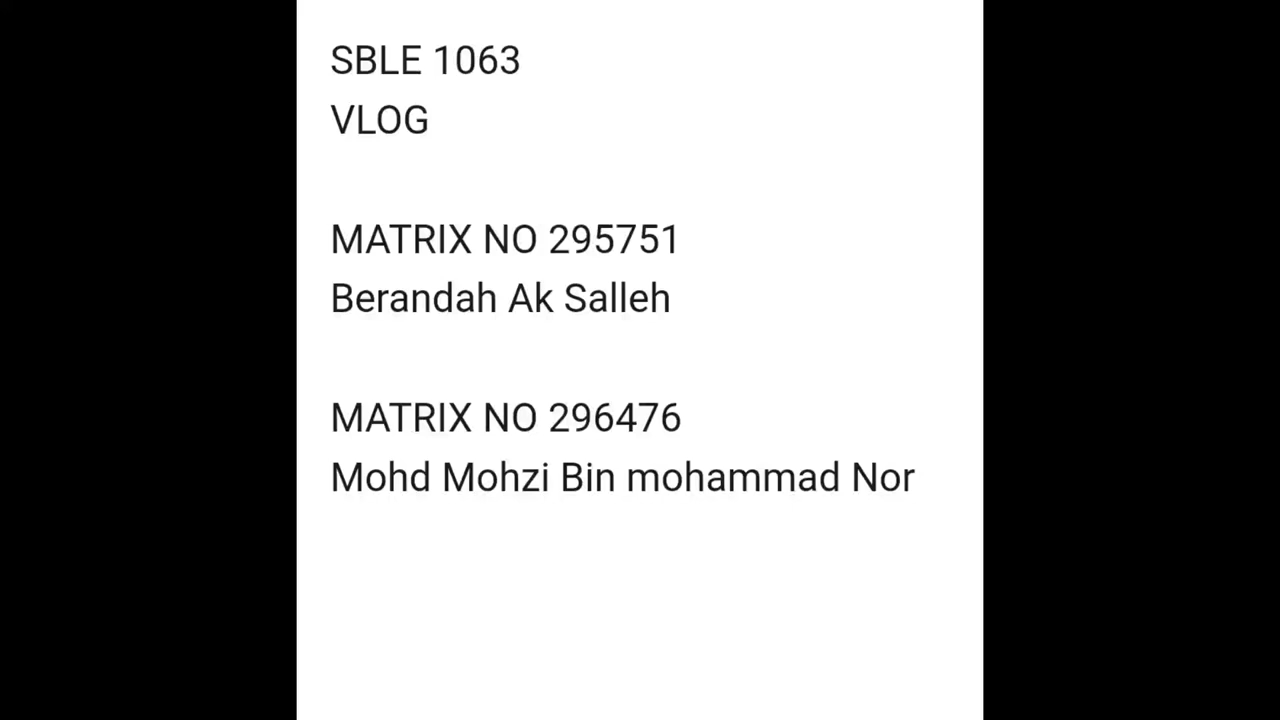 SBLE 1063
VLOG
MATRIX NO 295751
Berandah Ak Salleh
MATRIX NO 296476
Mohd Mohzi Bin mohammad Nor